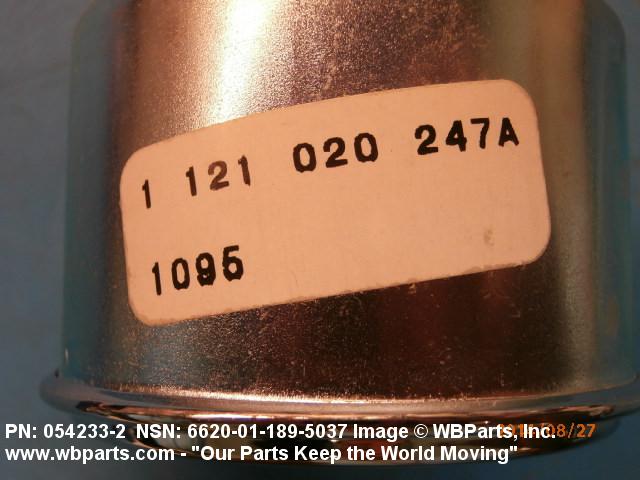 1 121 020 247A
1095
PN: 054233-2 NSN: 6620-01-189-5037 Image © WBParts, Inc.
www.wbparts.com - "Our Parts Keep the World Moving"